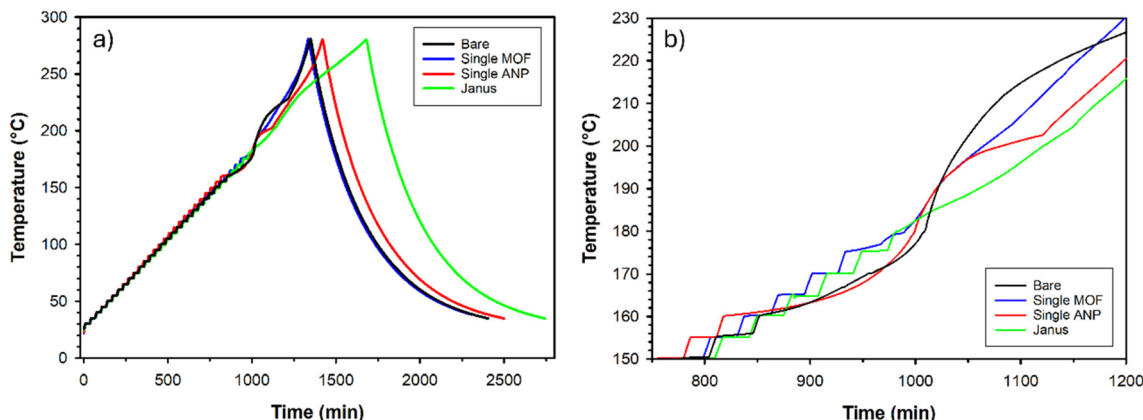 a)
Bare
Single MOF
Single ANP
Janus
300
250
200
150
100
50
0
Temperature (°C)
0 500 1000 1500 2000 2500
Time (min)
b)
230
220
210
200
190
180
170
160
150
Temperature (°C)
Bare
Single MOF
Single ANP
Janus
800 900 1000 1100 1200
Time (min)